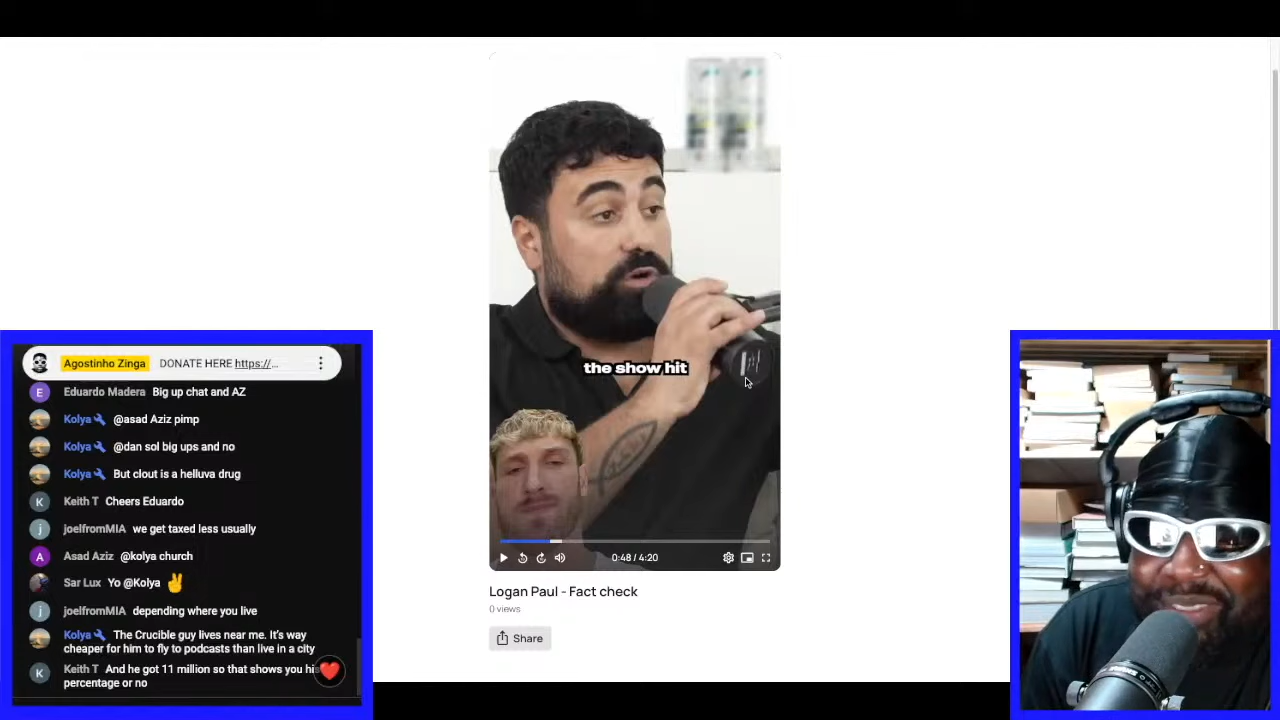 the show hit
0:48 / 4:20
Logan Paul - Fact check
0 views
Share
Agostinho Zinga DONATE HERE https://...
E Eduardo Madera Big up chat and AZ
Kolya @asad Aziz pimp
Kolya @dan sol big ups and no
Kolya But clout is a helluva drug
K Keith T Cheers Eduardo
j joelfromMIA we get taxed less usually
A Asad Aziz @kolya church
Sar Lux Yo @Kolya ✌️
j joelfromMIA depending where you live
Kolya The Crucible guy lives near me. It's way
cheaper for him to fly to podcasts than live in a city
K Keith T And he got 11 million so that shows you his
percentage or no